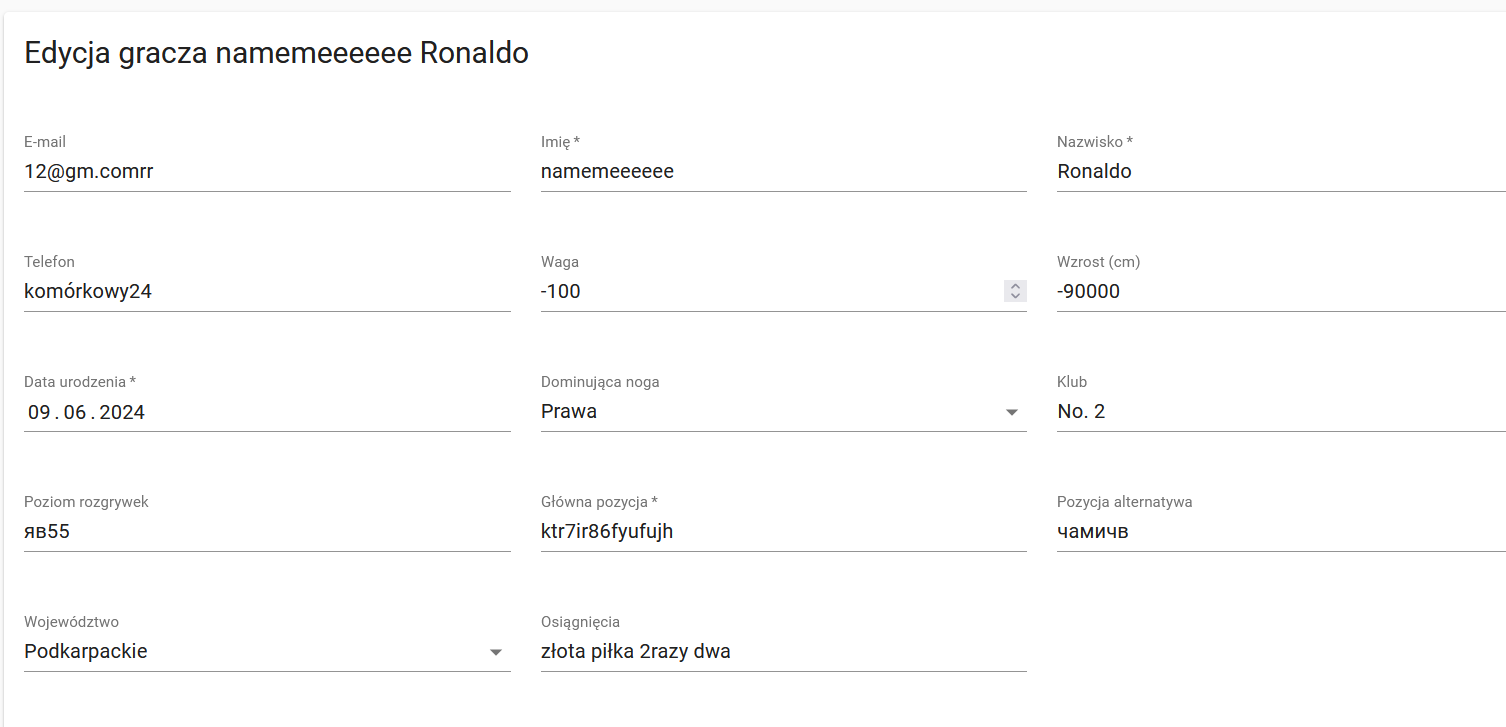 Edycja gracza namemeeeeee Ronaldo
E-mail
12@gm.comrr
Imię *
namemeeeeee
Nazwisko *
Ronaldo
Telefon
komórkowy24
Waga
-100
Wzrost (cm)
-90000
Data urodzenia *
09.06.2024
Dominująca noga
Prawa
Klub
No. 2
Poziom rozgrywek
яв55
Główna pozycja *
ktr7ir86fyufujh
Pozycja alternatywa
чамичв
Województwo
Podkarpackie
Osiągnięcia
złota piłka 2razy dwa